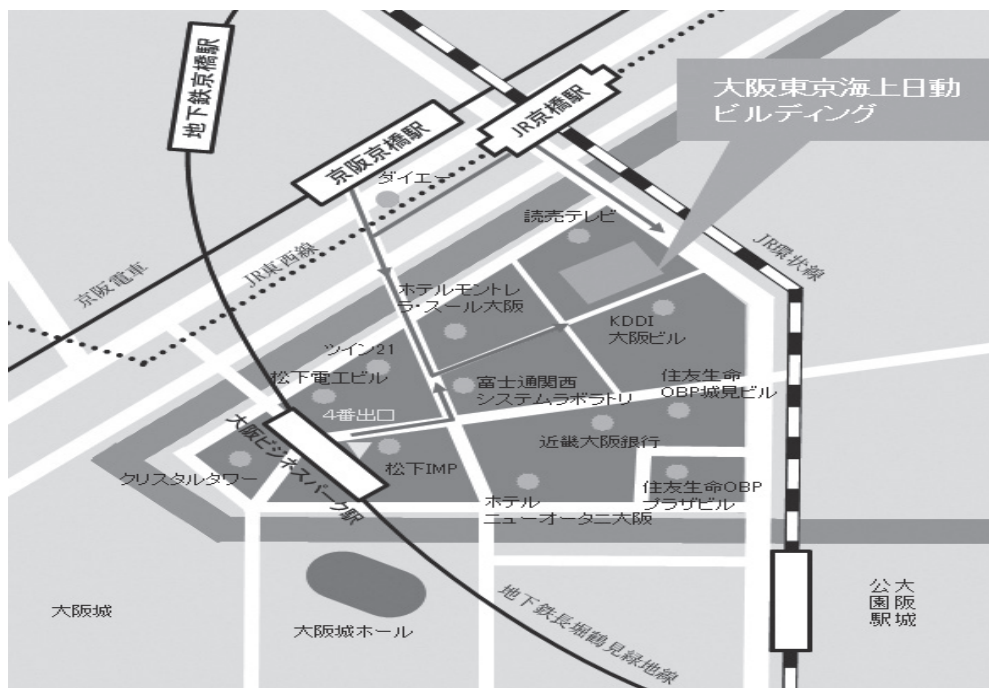 地下鉄京橋駅
京阪京橋駅
JR京橋駅
大阪東京海上日動
ビルディング
ダイエー
読売テレビ
京阪電車
JR東西線
JR環状線
ホテルモントレ
ラ・スール大阪
KDDI
大阪ビル
ツイン21
松下電工ビル
富士通関西
システムラボラトリ
住友生命
OBP城見ビル
4番出口
大阪ビジネスパーク駅
近畿大阪銀行
クリスタルタワー
松下IMP
ホテル
ニューオータニ大阪
住友生命OBP
プラザビル
大阪城
大阪城ホール
地下鉄長堀鶴見緑地線
大阪城
公園駅